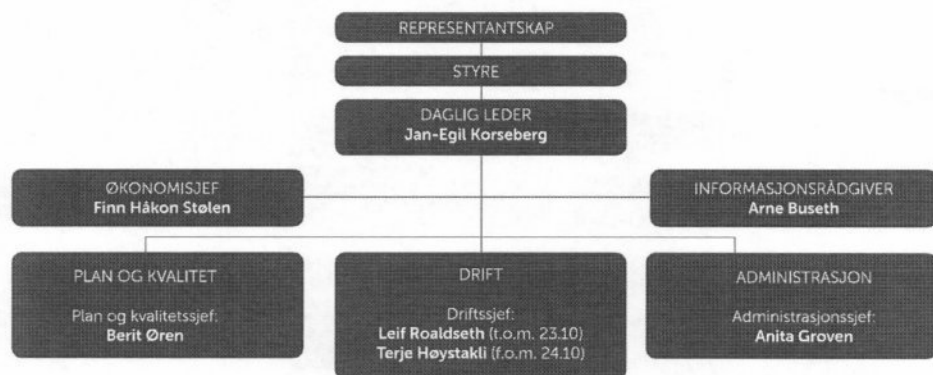 REPRESENTANTSKAP
STYRE
DAGLIG LEDER
Jan-Egil Korseberg
ØKONOMISJEF
Finn Håkon Stølen
INFORMASJONSRÅDGIVER
Arne Buseth
PLAN OG KVALITET
Plan og kvalitetssjef:
Berit Øren
DRIFT
Driftssjef:
Leif Roaldseth (t.o.m. 23.10)
Terje Høystakli (f.o.m. 24.10)
ADMINISTRASJON
Administrasjonssjef:
Anita Groven